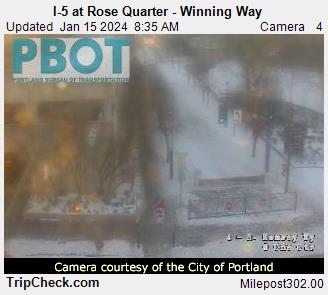 I-5 at Rose Quarter - Winning Way
Updated Jan 15 2024 8:35 AM Camera 4
PBOT
PORTLAND BUREAU OF TRANSPORTATION
Camera courtesy of the City of Portland
TripCheck.com Milepost302.00